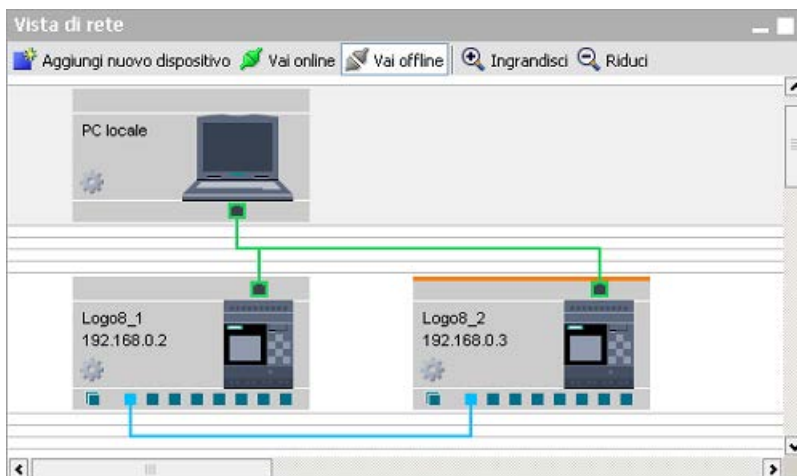 Vista di rete
Aggiungi nuovo dispositivo Vai online Vai offline Ingrandisci Riduci
PC locale
Logo8_1
192.168.0.2
Logo8_2
192.168.0.3